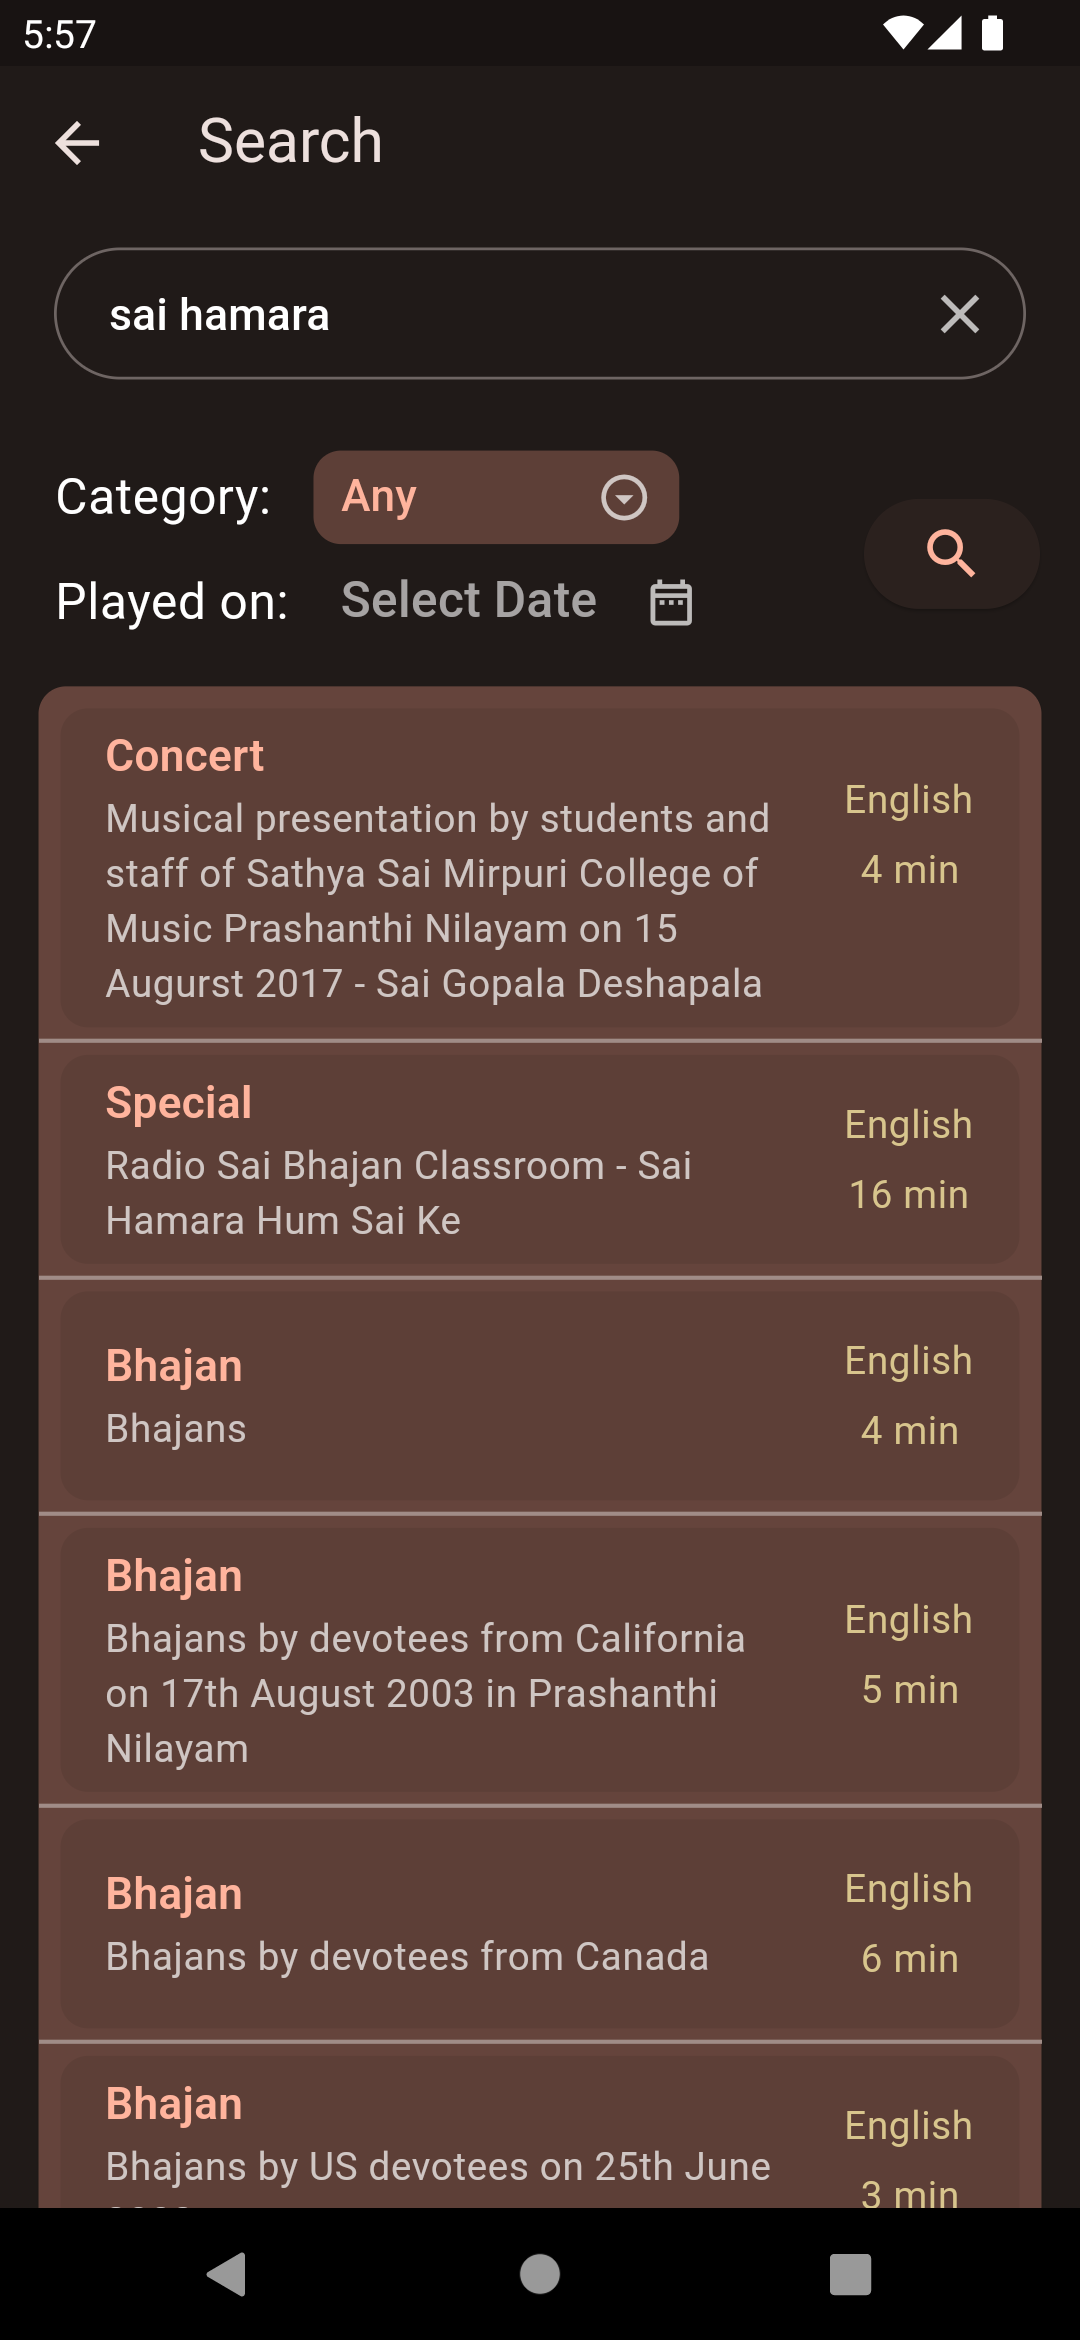 5:57
Search
sai hamara
Category:
Any
Played on:
Select Date
Concert
Musical presentation by students and
staff of Sathya Sai Mirpuri College of
Music Prashanthi Nilayam on 15
Augurst 2017 - Sai Gopala Deshapala
English
4 min
Special
Radio Sai Bhajan Classroom - Sai
Hamara Hum Sai Ke
English
16 min
Bhajan
Bhajans
English
4 min
Bhajan
Bhajans by devotees from California
on 17th August 2003 in Prashanthi
Nilayam
English
5 min
Bhajan
Bhajans by devotees from Canada
English
6 min
Bhajan
Bhajans by US devotees on 25th June
English
3 min